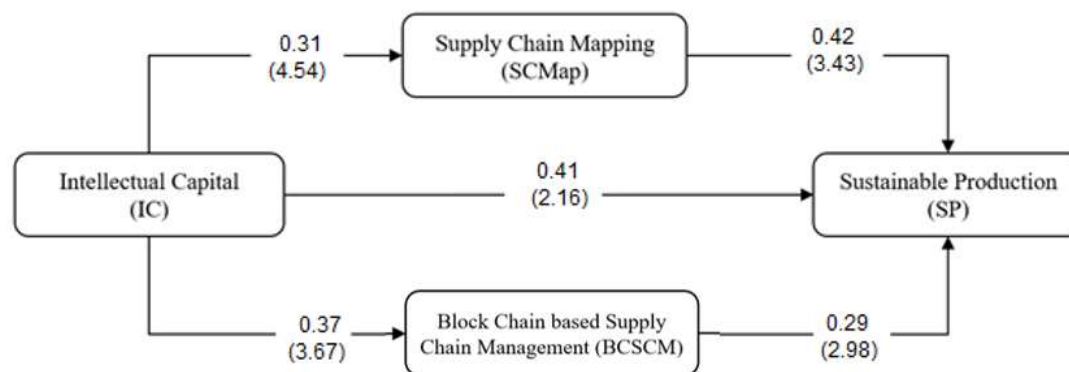 0.31
(4.54)
Supply Chain Mapping
(SCMap)
0.42
(3.43)
Intellectual Capital
(IC)
0.41
(2.16)
Sustainable Production
(SP)
0.37
(3.67)
Block Chain based Supply
Chain Management (BCSCM)
0.29
(2.98)